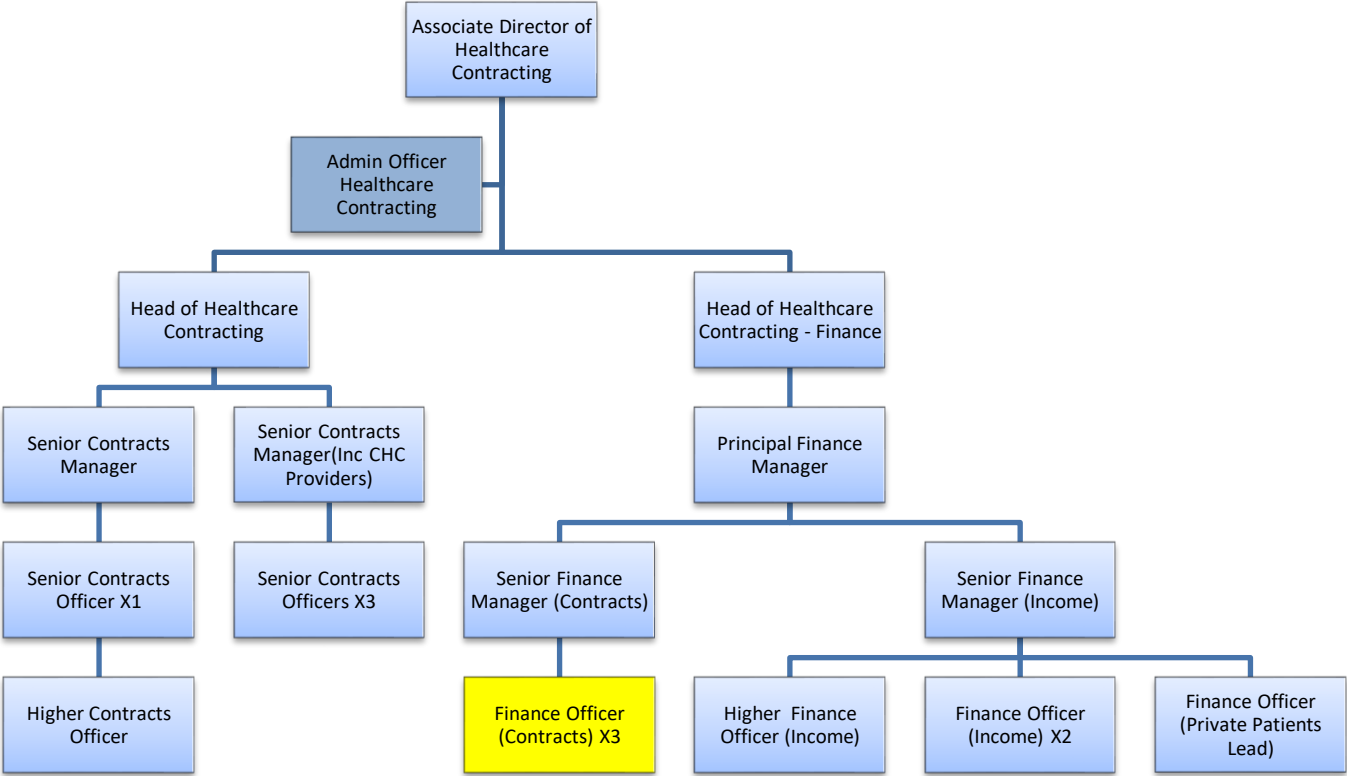 Associate Director of
Healthcare
Contracting
Admin Officer
Healthcare
Contracting
Head of Healthcare
Contracting
Head of Healthcare
Contracting - Finance
Senior Contracts
Manager
Senior Contracts
Manager(Inc CHC
Providers)
Principal Finance
Manager
Senior Contracts
Officer X1
Senior Contracts
Officers X3
Senior Finance
Manager (Contracts)
Senior Finance
Manager (Income)
Higher Contracts
Officer
Finance Officer
(Contracts) X3
Higher Finance
Officer (Income)
Finance Officer
(Income) X2
Finance Officer
(Private Patients
Lead)